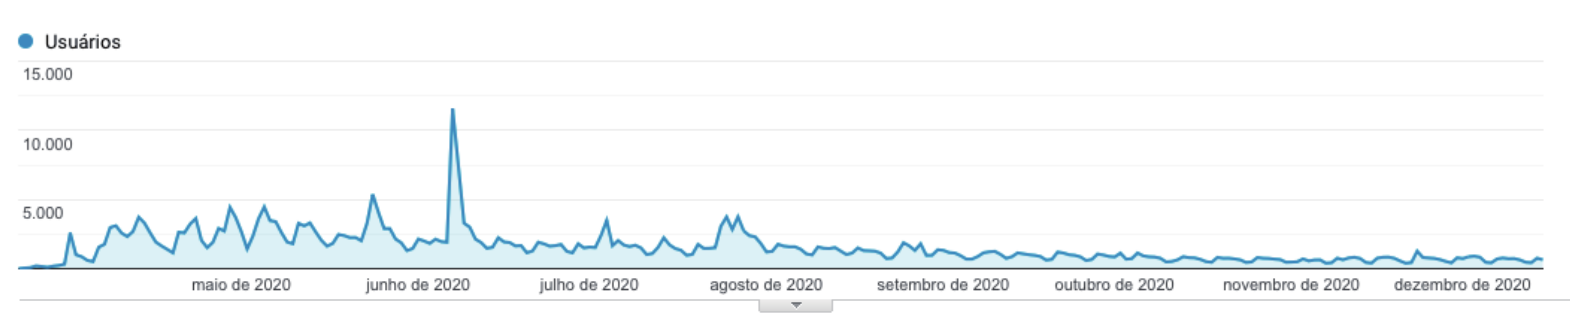 Usuários
15.000
10.000
5.000
maio de 2020 junho de 2020 julho de 2020 agosto de 2020 setembro de 2020 outubro de 2020 novembro de 2020 dezembro de 2020